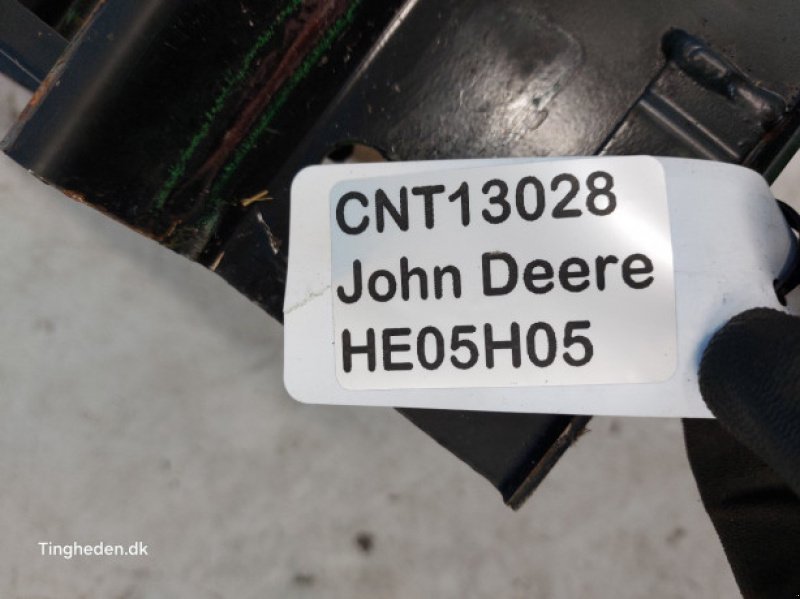 CNT13028
John Deere
HE05H05
Tingheden.dk